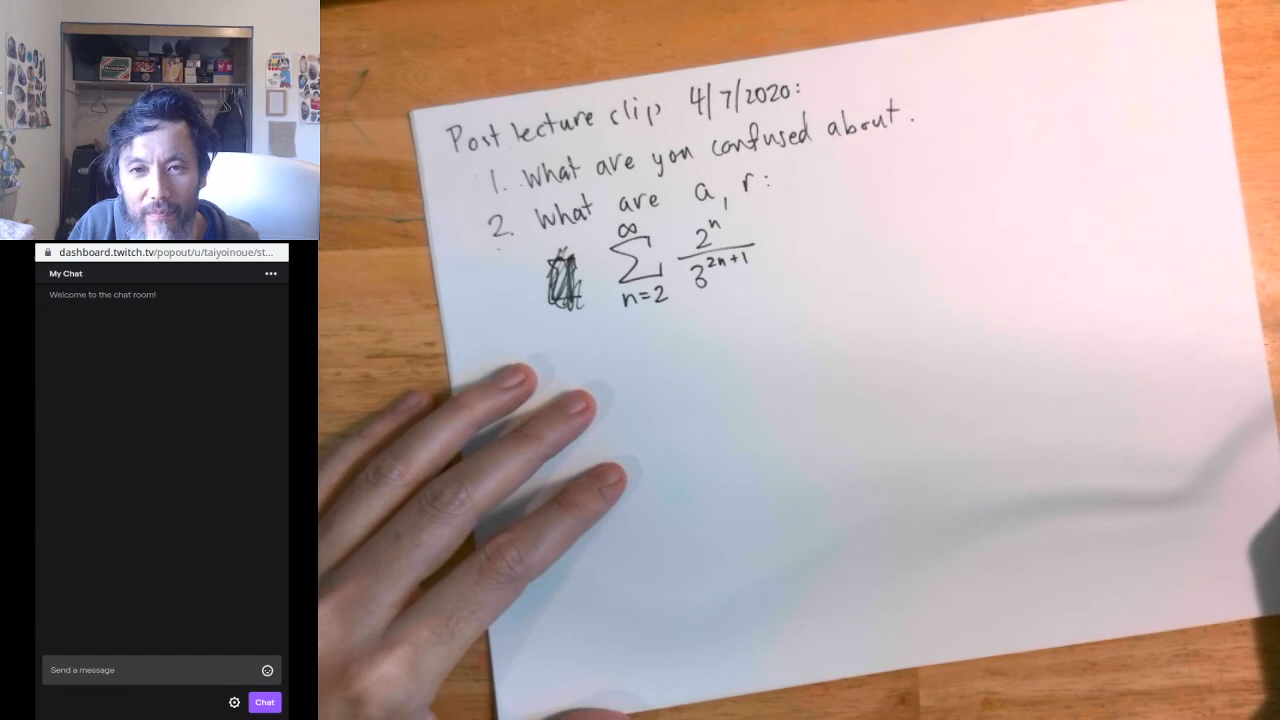 dashboard.twitch.tv/popout/u/taiyoinoue/st...
My Chat
Welcome to the chat room!
Send a message
Chat
Post lecture clip 4/7/2020:
1. What are you confused about.
2. What are a, r:
∞
∑ 2^n / 3^(2n+1)
n=2